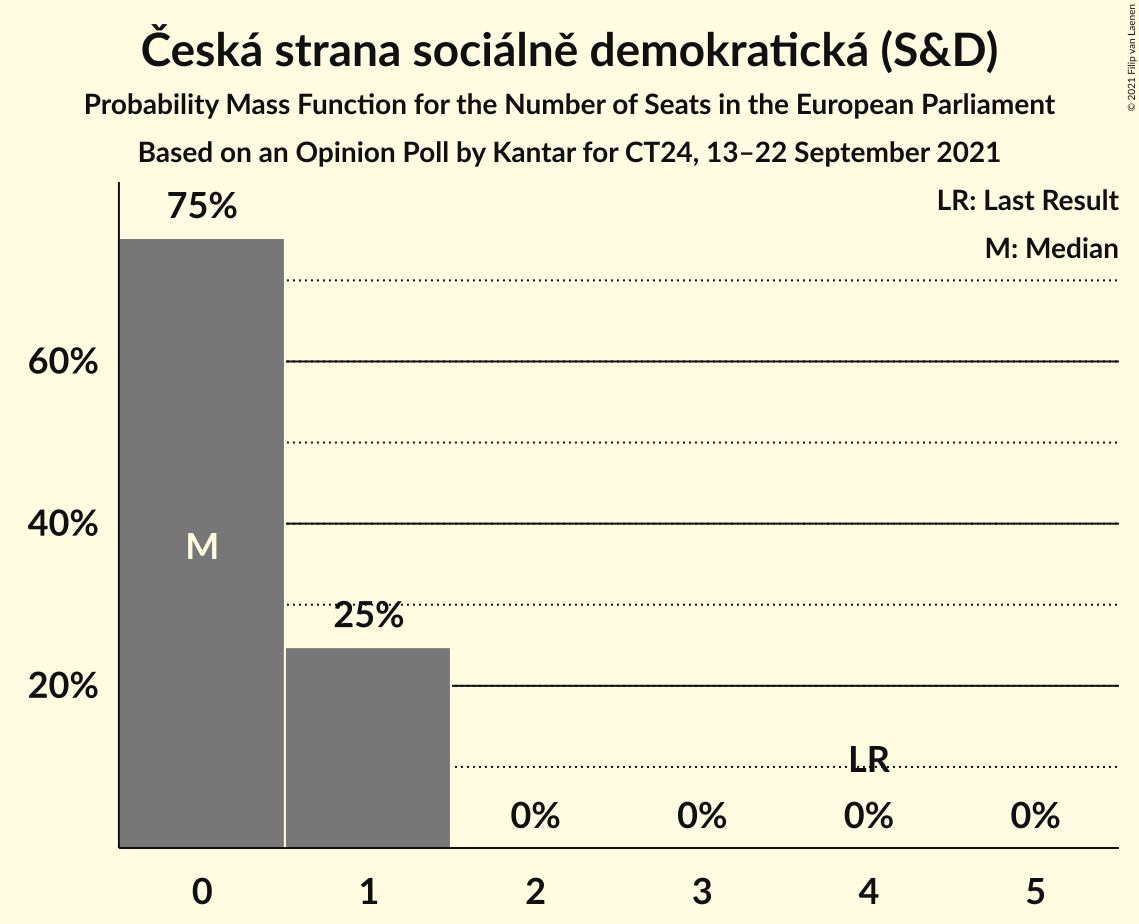 Česká strana sociálně demokratická (S&D)
Probability Mass Function for the Number of Seats in the European Parliament
Based on an Opinion Poll by Kantar for CT24, 13–22 September 2021
© 2021 Filip van Laenen
LR: Last Result
M: Median
75%
60%
40%
M
25%
20%
LR
0% 0% 0% 0%
0 1 2 3 4 5